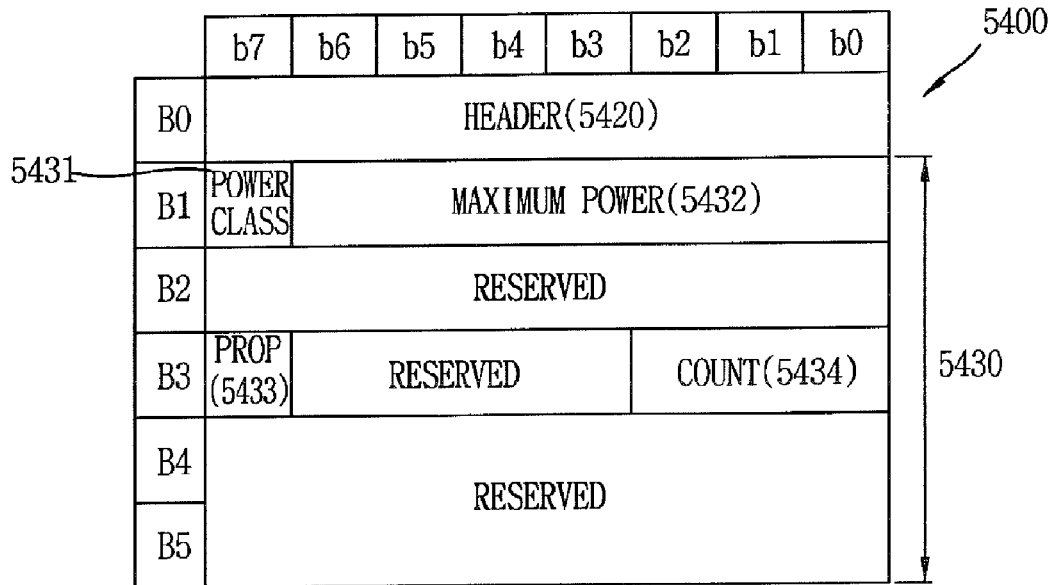 5400
b7 b6 b5 b4 b3 b2 b1 b0
B0 HEADER(5420)
5431
B1 POWER CLASS MAXIMUM POWER(5432)
B2 RESERVED
B3 PROP (5433) RESERVED COUNT(5434)
5430
B4
RESERVED
B5